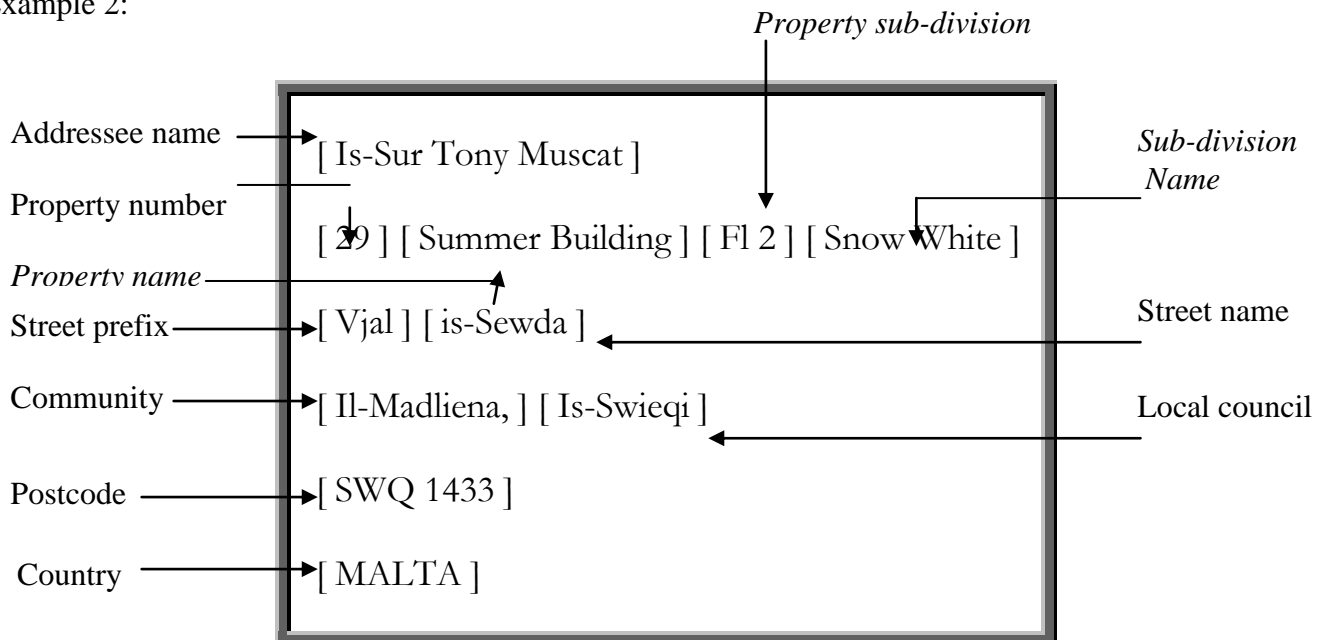 Example 2:
Property sub-division
Addressee name
[ Is-Sur Tony Muscat ]
Sub-division
Name
Property number
[ 29 ] [ Summer Building ] [ Fl 2 ] [ Snow White ]
Property name
Street prefix
[ Vjal ] [ is-Sewda ]
Street name
Community
[ Il-Madliena, ] [ Is-Swieqi ]
Local council
Postcode
[ SWQ 1433 ]
Country
[ MALTA ]